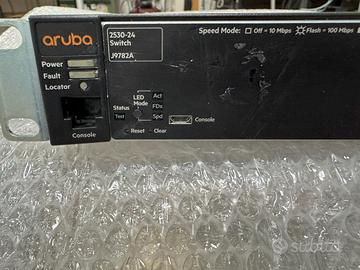 aruba
2530-24
Switch
J9782A
Speed Mode: Off = 10 Mbps Flash = 100 Mbps
Power
Fault
Locator
Console
LED
Mode
Status
Test
Act
FDx
Spd
Console
Reset
Clear
subito